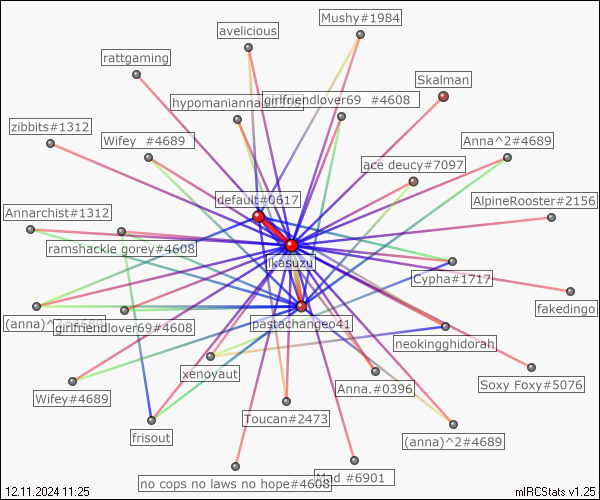 Mushy#1984
avelicious
rattgaming
Skalman
hypomanianna
girlfriendlover69 #4608
zibbits#1312
Wifey #4689
Anna^2#4689
ace deucy#7097
default#0617
AlpineRooster#2156
Annarchist#1312
ramshackle gorey#4608
ikasuzu
Cypha#1717
fakedingo
(anna)^2#4689
girlfriendlover69#4608
pastachangeo41
neokingghidorah
xenoyaut
Wifey#4689
Anna.#0396
Soxy Foxy#5076
Toucan#2473
frisout
(anna)^2#4689
no cops no laws no hope#4608
#6901
12.11.2024 11:25
mIRCStats v1.25